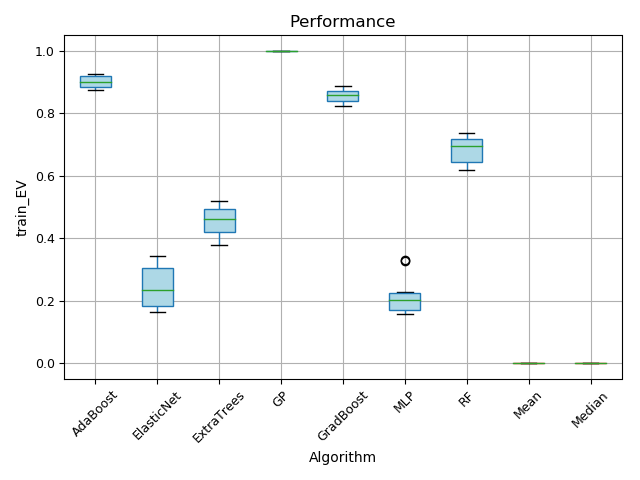 Performance
train_EV
1.0
0.8
0.6
0.4
0.2
0.0
AdaBoost
ElasticNet
ExtraTrees
GP
GradBoost
MLP
RF
Mean
Median
Algorithm